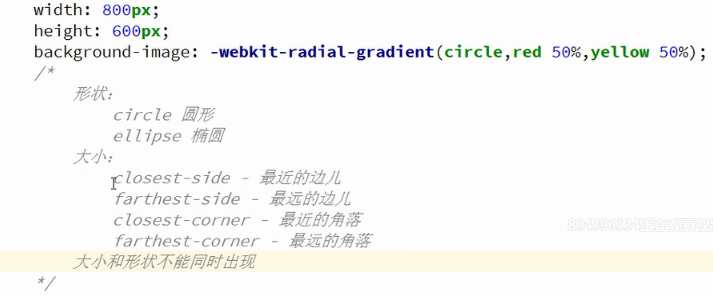 width: 800px;
height: 600px;
background-image: -webkit-radial-gradient(circle,red 50%,yellow 50%);
/*
形状：
circle 圆形
ellipse 椭圆
大小：
closest-side - 最近的边儿
farthest-side - 最远的边儿
closest-corner - 最近的角落
farthest-corner - 最远的角落
大小和形状不能同时出现
*/